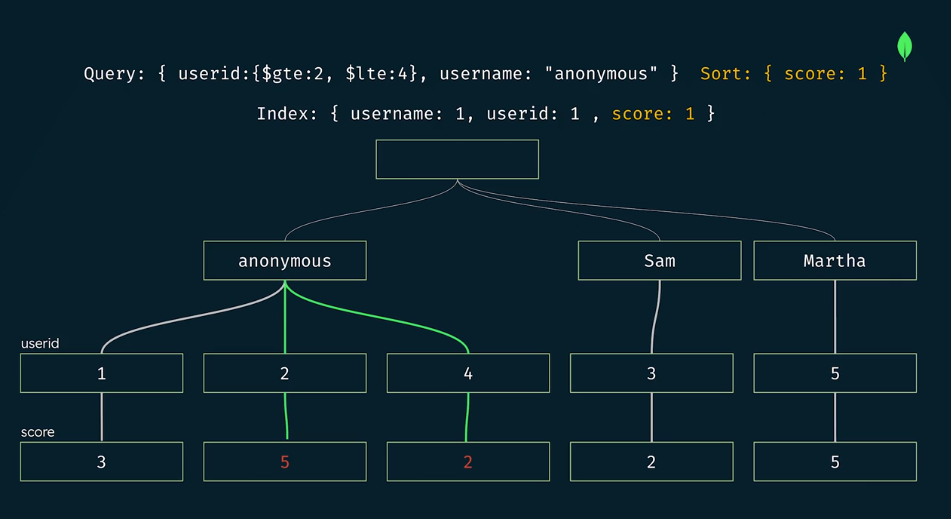 Query: { userid:{$gte:2, $lte:4}, username: "anonymous" } Sort: { score: 1 }
Index: { username: 1, userid: 1 , score: 1 }
anonymous Sam Martha
userid
1 2 4 3 5
score
3 5 2 2 5